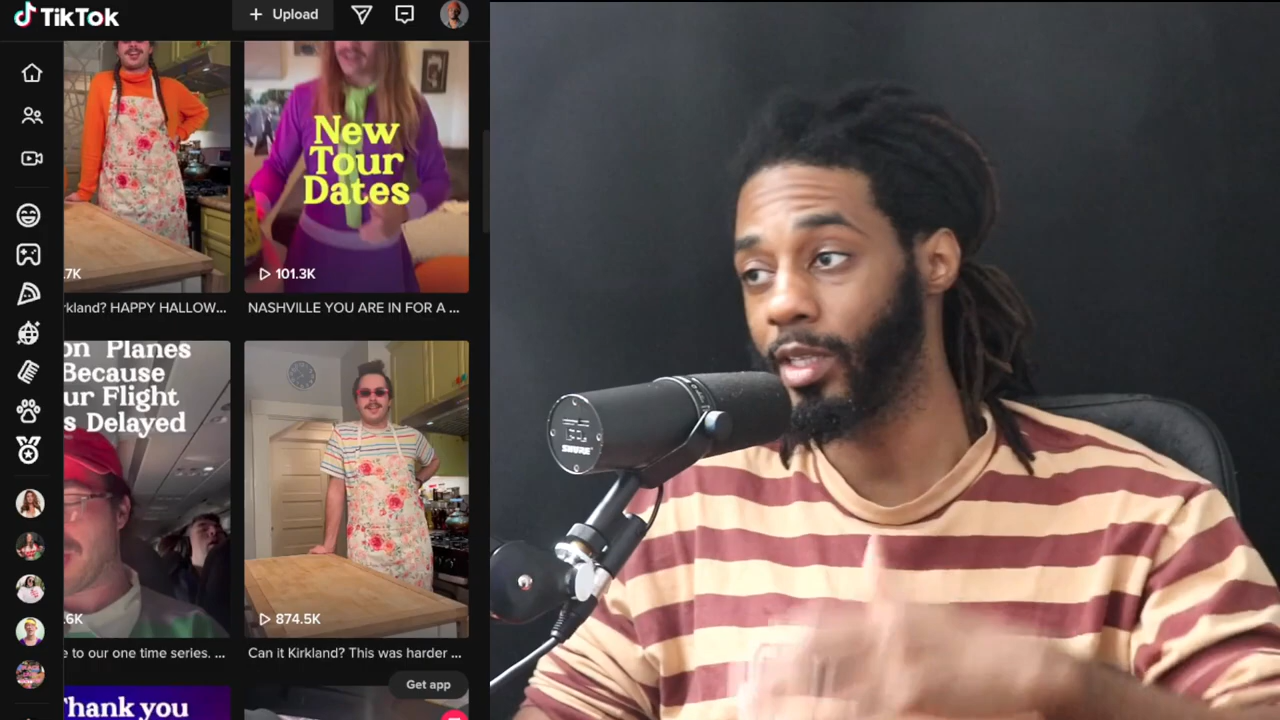 TikTok
Upload
New
Tour
Dates
.7K
101.3K
rkland? HAPPY HALLOW...
NASHVILLE YOU ARE IN FOR A ...
on Planes
Because
ur Flight
s Delayed
.6K
874.5K
e to our one time series. ...
Can it Kirkland? This was harder ...
Get app
Thank you
SHURE